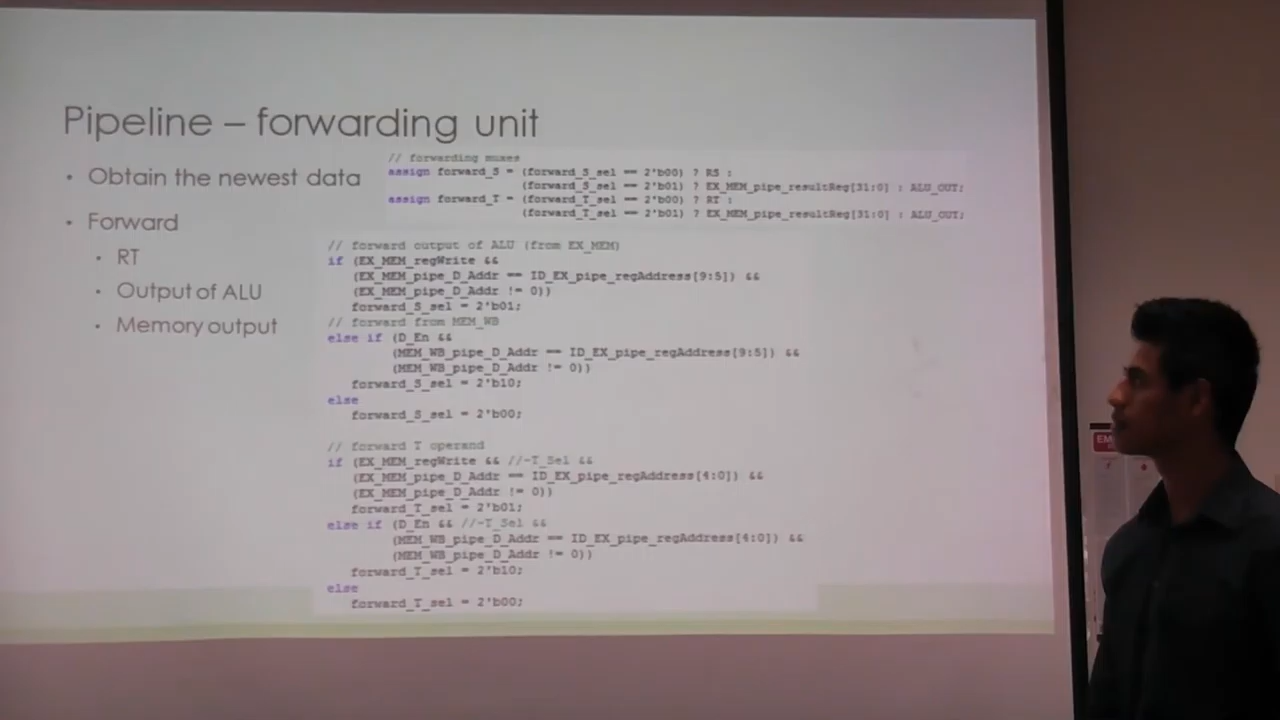 Pipeline – forwarding unit
• Obtain the newest data
• Forward
• RT
• Output of ALU
• Memory output
// forwarding muxes
assign forward_S = (forward_S_sel == 2'b00) ? RS :
(forward_S_sel == 2'b01) ? EX_MEM_pipe_resultReg[31:0] : ALU_OUT;
assign forward_T = (forward_T_sel == 2'b00) ? RT :
(forward_T_sel == 2'b01) ? EX_MEM_pipe_resultReg[31:0] : ALU_OUT;
// forward output of ALU (from EX_MEM)
if (EX_MEM_regWrite &&
(EX_MEM_pipe_D_Addr == ID_EX_pipe_regAddress[9:5]) &&
(EX_MEM_pipe_D_Addr != 0))
forward_S_sel = 2'b01;
// forward from MEM_WB
else if (D_En &&
(MEM_WB_pipe_D_Addr == ID_EX_pipe_regAddress[9:5]) &&
(MEM_WB_pipe_D_Addr != 0))
forward_S_sel = 2'b10;
else
forward_S_sel = 2'b00;
// forward T operand
if (EX_MEM_regWrite && //~T_Sel &&
(EX_MEM_pipe_D_Addr == ID_EX_pipe_regAddress[4:0]) &&
(EX_MEM_pipe_D_Addr != 0))
forward_T_sel = 2'b01;
else if (D_En && //~T_Sel &&
(MEM_WB_pipe_D_Addr == ID_EX_pipe_regAddress[4:0]) &&
(MEM_WB_pipe_D_Addr != 0))
forward_T_sel = 2'b10;
else
forward_T_sel = 2'b00;
EM